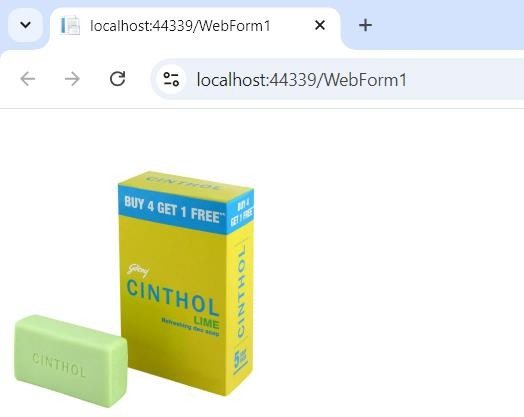 localhost:44339/WebForm1
localhost:44339/WebForm1
CINTHOL
BUY 4 GET 1 FREE**
BUY 4
GET 1 FREE**
Godrej
CINTHOL
LIME
Refreshing deo soap
CINTHOL
5
CINTHOL